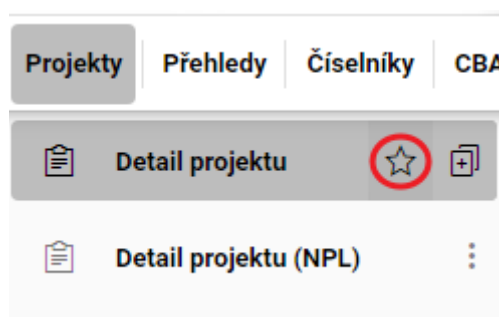 Projekty Přehledy Číselníky CBA
Detail projektu
Detail projektu (NPL)